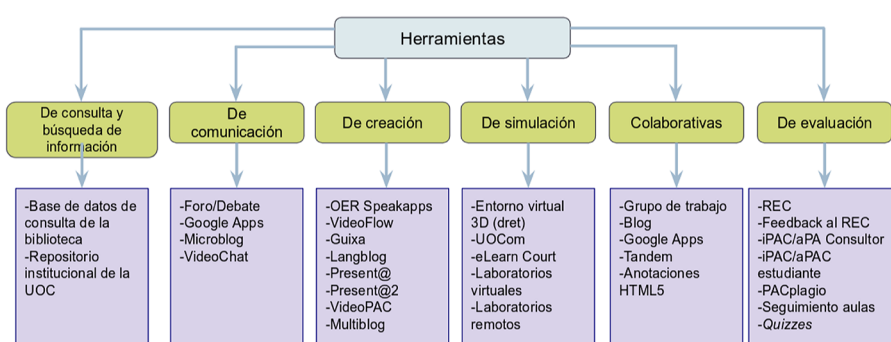 Herramientas
De consulta y
búsqueda de
información
De
comunicación
De creación
De simulación
Colaborativas
De evaluación
-Base de datos de
consulta de la
biblioteca
-Repositorio
institucional de la
UOC
-Foro/Debate
-Google Apps
-Microblog
-VideoChat
-OER Speakapps
-VideoFlow
-Guixa
-Langblog
-Present@
-Present@2
-VideoPAC
-Multiblog
-Entorno virtual
3D (dret)
-UOCom
-eLearn Court
-Laboratorios
virtuales
-Laboratorios
remotos
-Grupo de trabajo
-Blog
-Google Apps
-Tandem
-Anotaciones
HTML5
-REC
-Feedback al REC
-iPAC/aPA Consultor
-iPAC/aPAC
estudiante
-PACplagio
-Seguimiento aulas
-Quizzes